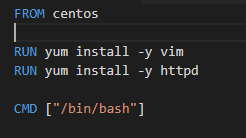 FROM centos
RUN yum install -y vim
RUN yum install -y httpd
CMD ["/bin/bash"]